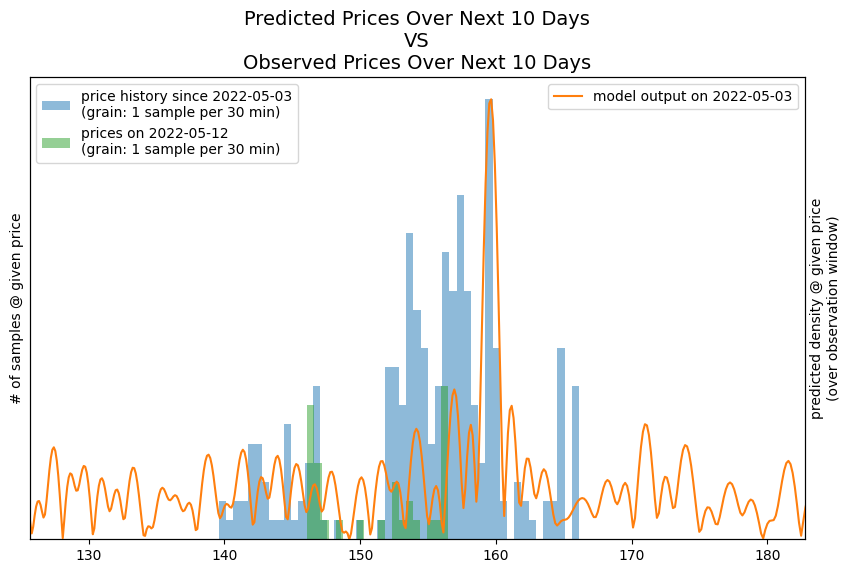 Predicted Prices Over Next 10 Days
VS
Observed Prices Over Next 10 Days
price history since 2022-05-03
(grain: 1 sample per 30 min)
prices on 2022-05-12
(grain: 1 sample per 30 min)
model output on 2022-05-03
# of samples @ given price
predicted density @ given price
(over observation window)
130 140 150 160 170 180